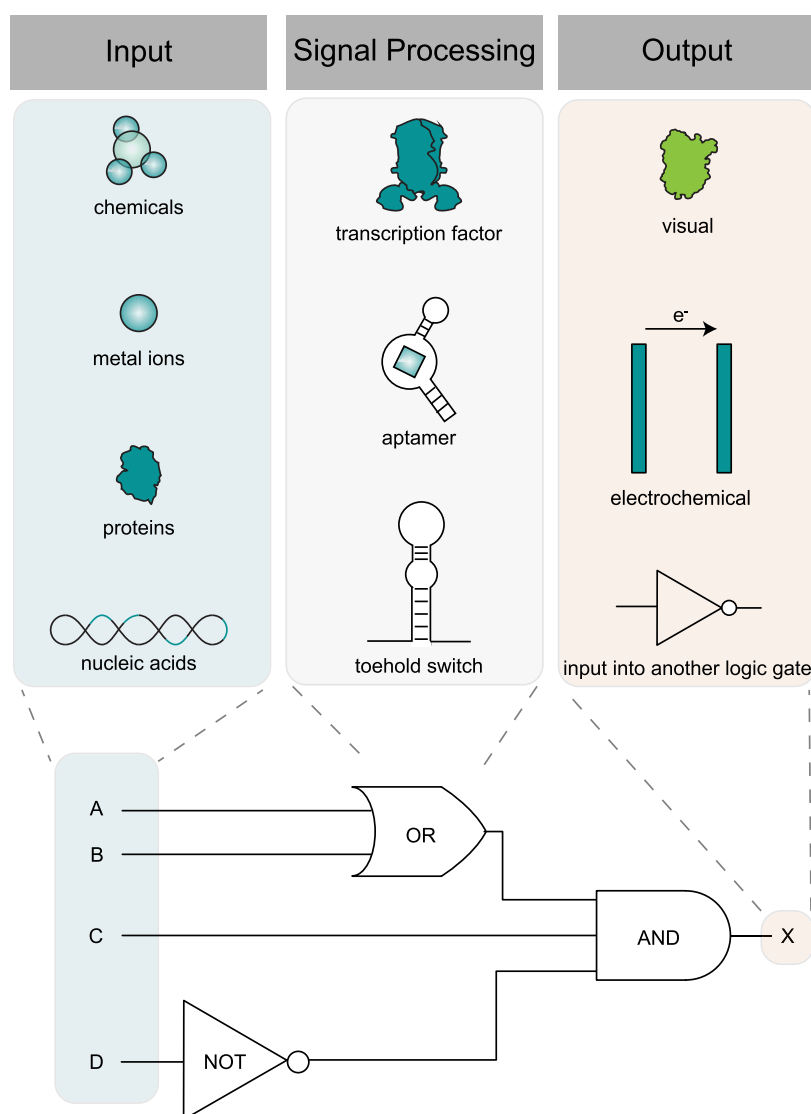 Input
Signal Processing
Output
chemicals
metal ions
proteins
nucleic acids
transcription factor
aptamer
toehold switch
visual
e-
electrochemical
input into another logic gate
A
B
C
D
OR
NOT
AND
X